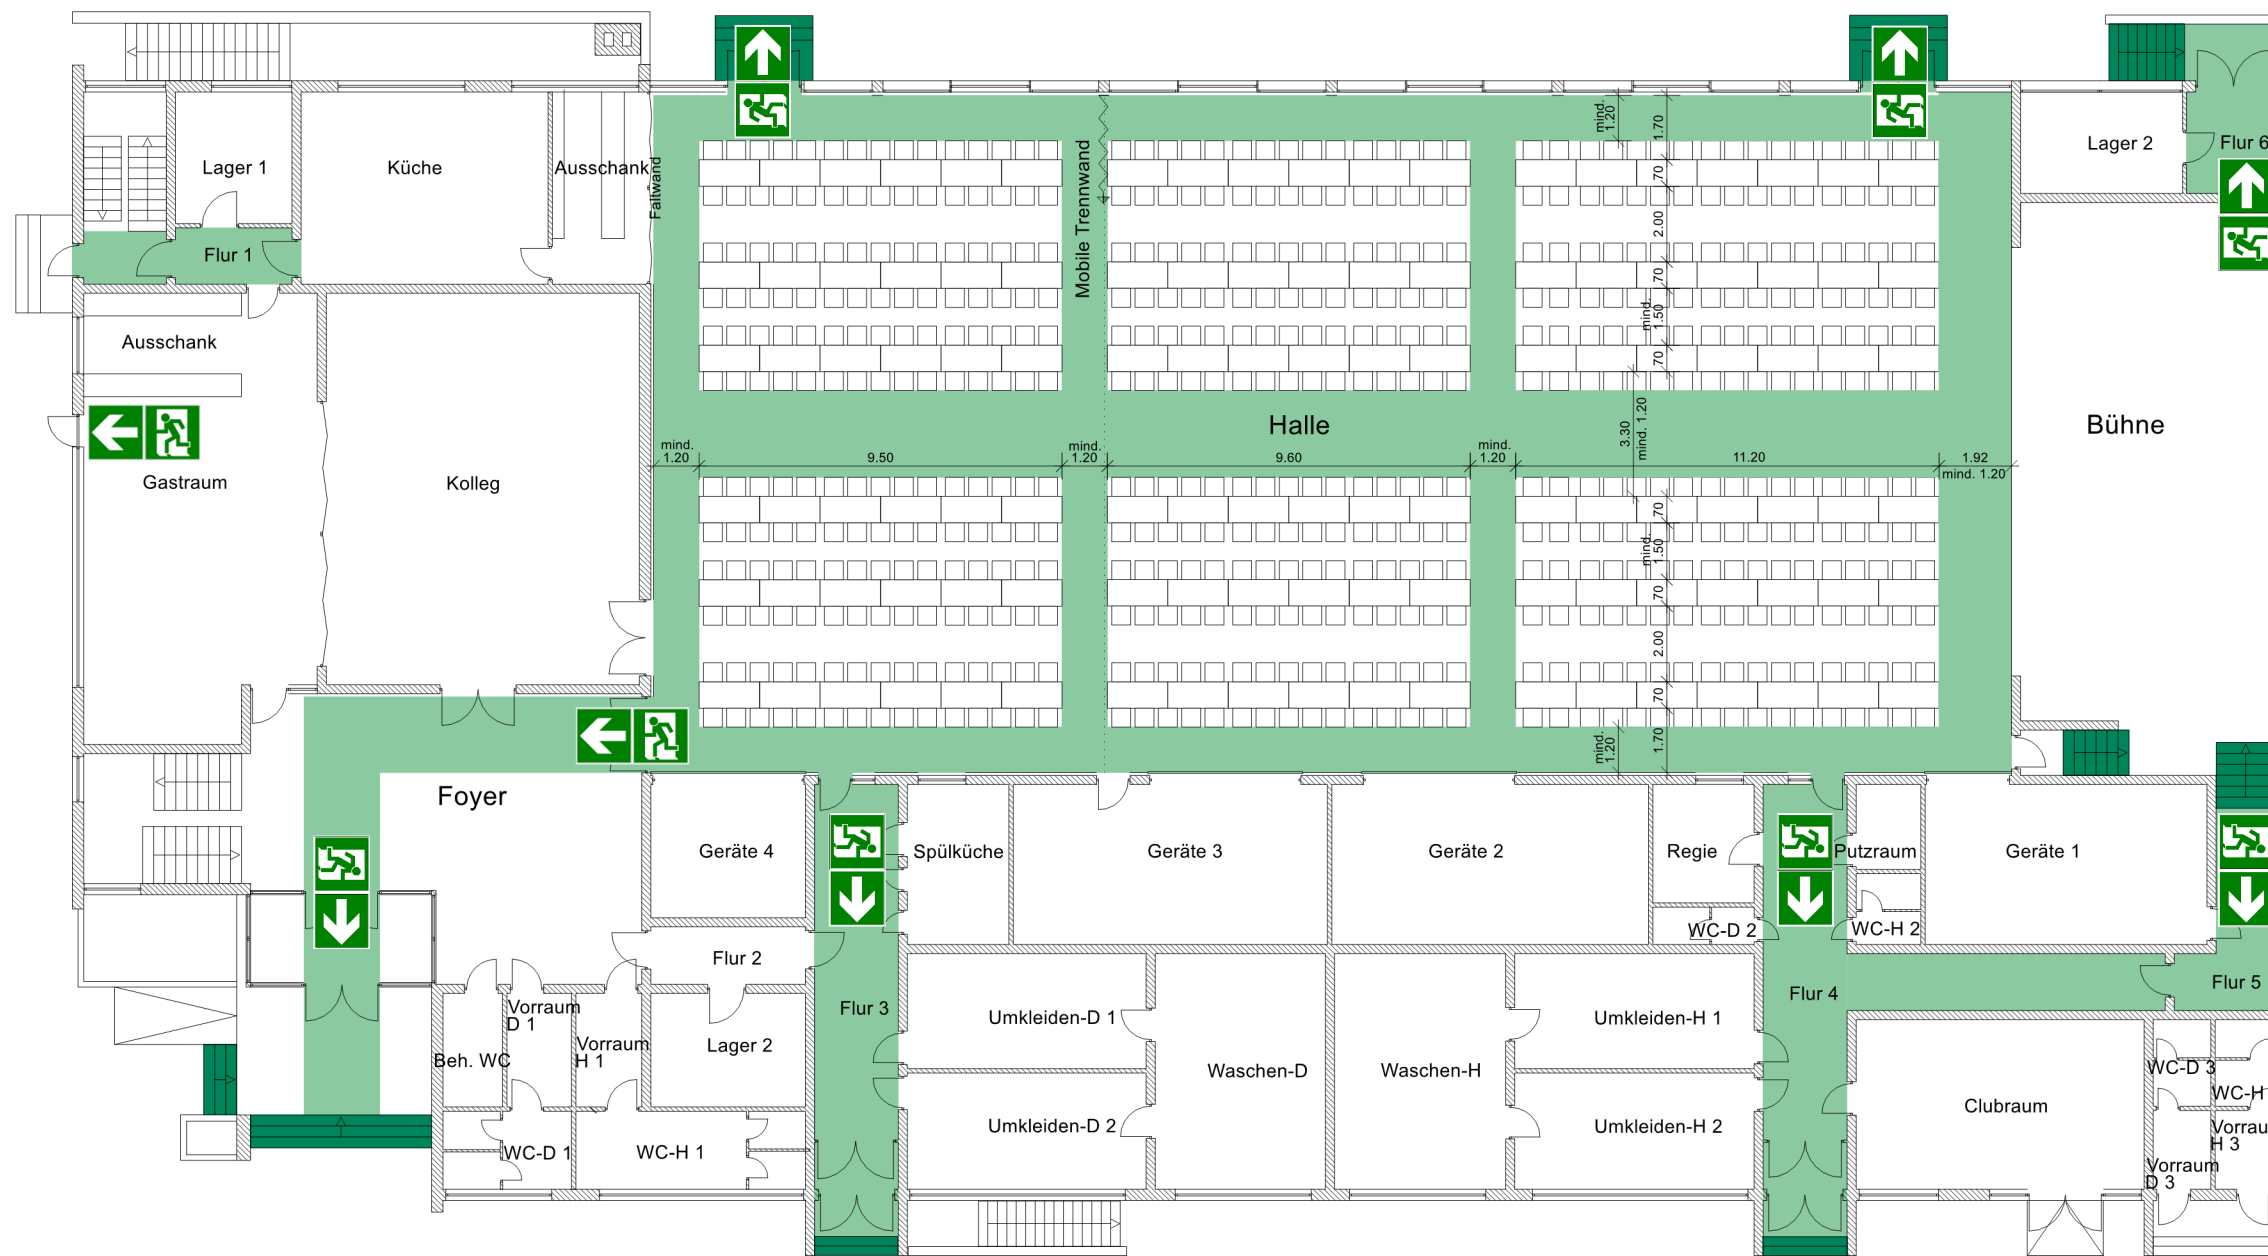 Lager 1
Küche
Ausschank
Faltwand
Flur 1
Ausschank
Gastraum
Kolleg
Mobile Trennwand
mind.
1.20
1.70
70
2.00
70
mind.
1.50
70
3.30
mind. 1.20
Halle
mind.
1.20
9.50
mind.
1.20
9.60
mind.
1.20
11.20
1.92
mind. 1.20
70
mind.
1.50
70
2.00
70
mind.
1.20
1.70
Lager 2
Flur 6
Bühne
Foyer
Geräte 4
Spülküche
Geräte 3
Geräte 2
Regie
Putzraum
Geräte 1
WC-D 2
WC-H 2
Flur 2
Flur 3
Flur 4
Flur 5
Vorraum
D 1
Vorraum
H 1
Beh. WC
Lager 2
Umkleiden-D 1
Waschen-D
Waschen-H
Umkleiden-H 1
Umkleiden-D 2
Umkleiden-H 2
Clubraum
WC-D 1
WC-H 1
WC-D 3
WC-H
Vorrau
H 3
Vorraum
D 3